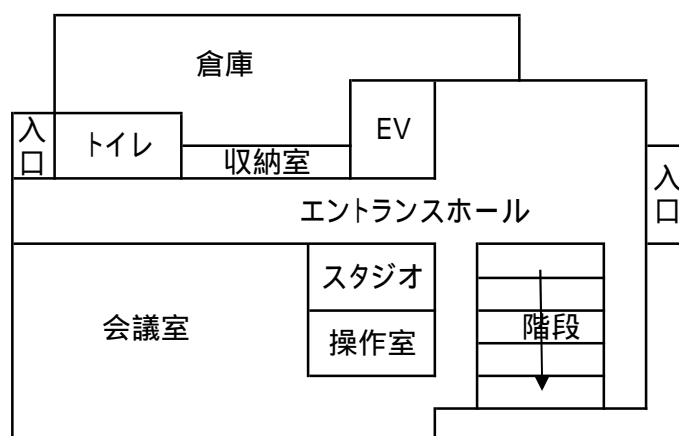 倉庫
EV
入口
トイレ
収納室
入口
エントランスホール
スタジオ
会議室
操作室
階段